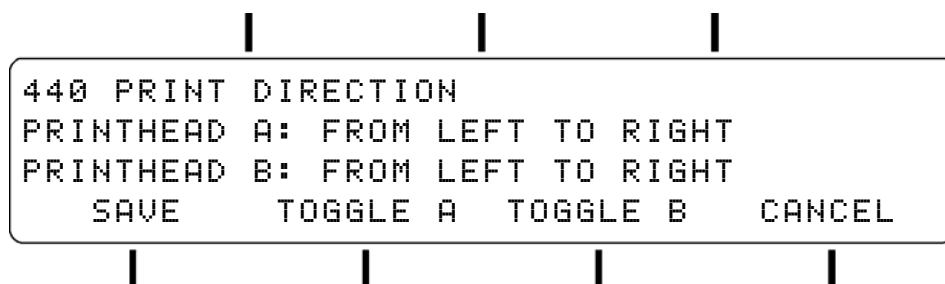 440 PRINT DIRECTION
PRINTHEAD A: FROM LEFT TO RIGHT
PRINTHEAD B: FROM LEFT TO RIGHT
SAVE TOGGLE A TOGGLE B CANCEL